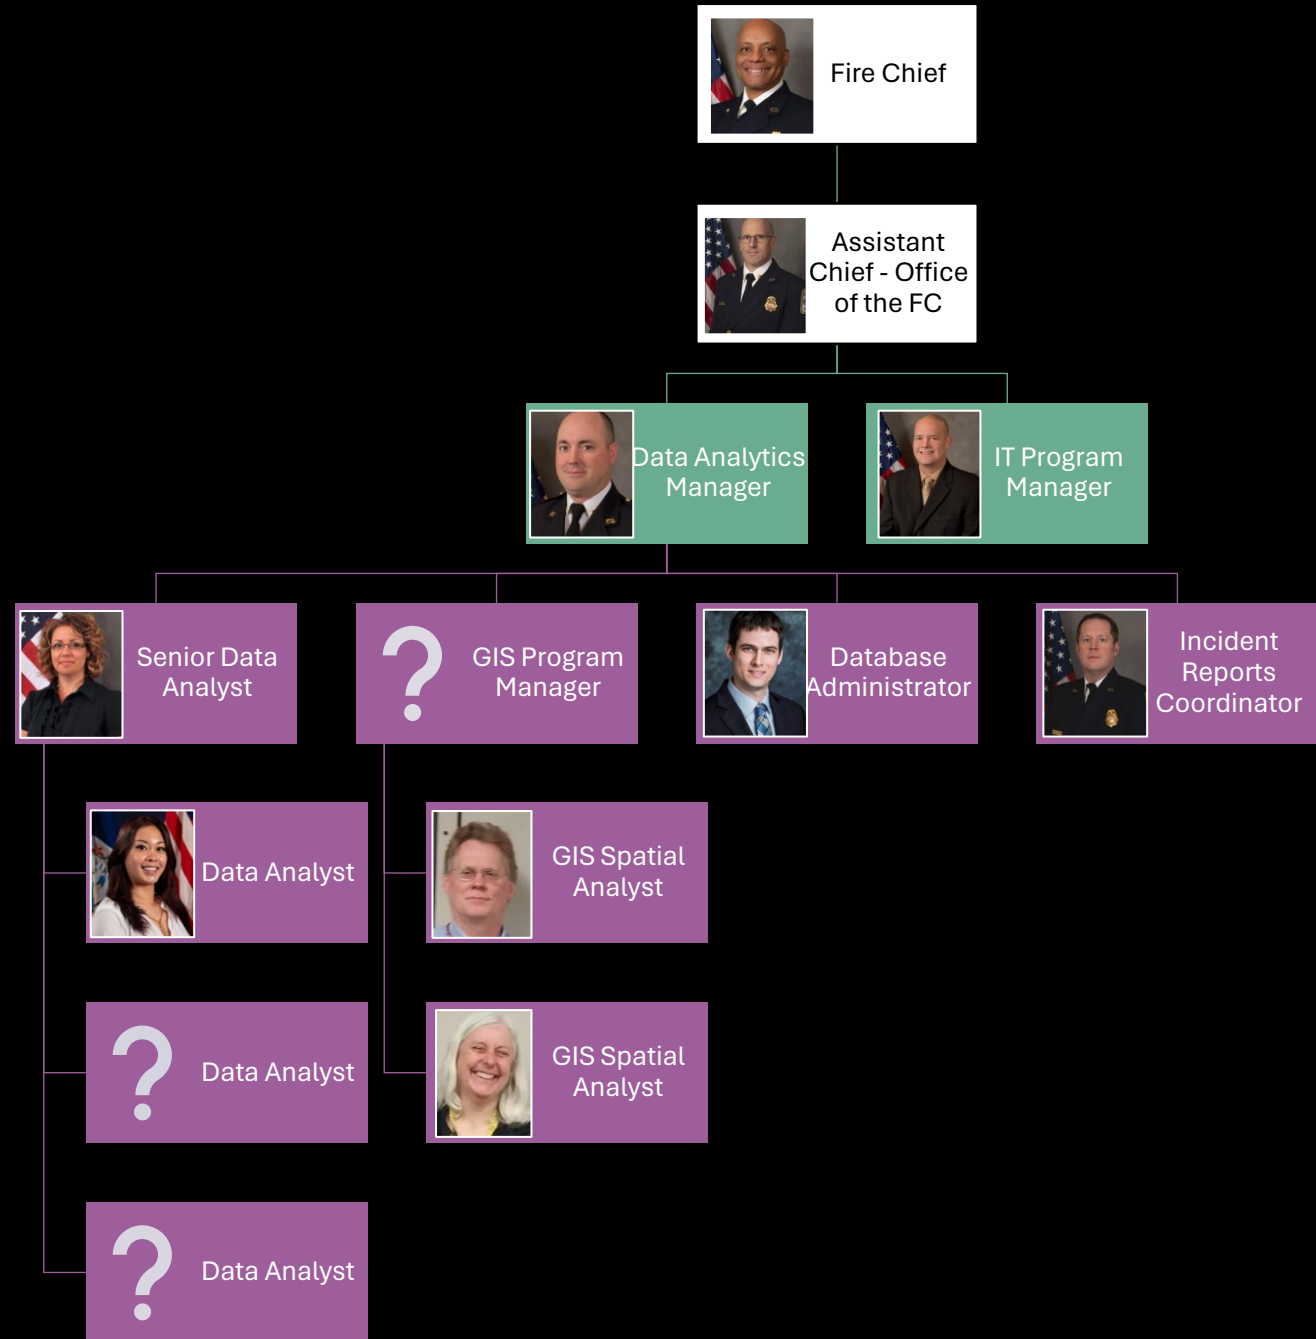 Fire Chief
Assistant
Chief - Office
of the FC
Data Analytics
Manager
IT Program
Manager
Senior Data
Analyst
?
GIS Program
Manager
Database
Administrator
Incident
Reports
Coordinator
Data Analyst
GIS Spatial
Analyst
?
Data Analyst
GIS Spatial
Analyst
?
Data Analyst